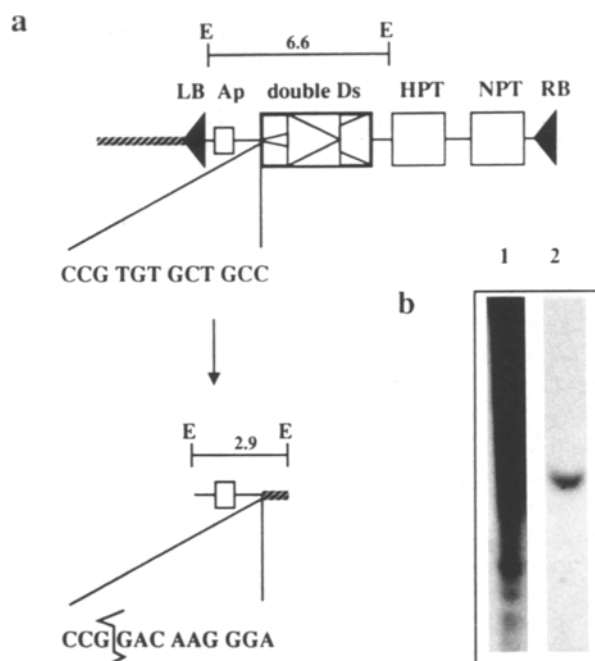 a
E E
6.6
LB Ap double Ds HPT NPT RB
CCG TGT GCT GCC
1 2
b
E E
2.9
CCG GAC AAG GGA